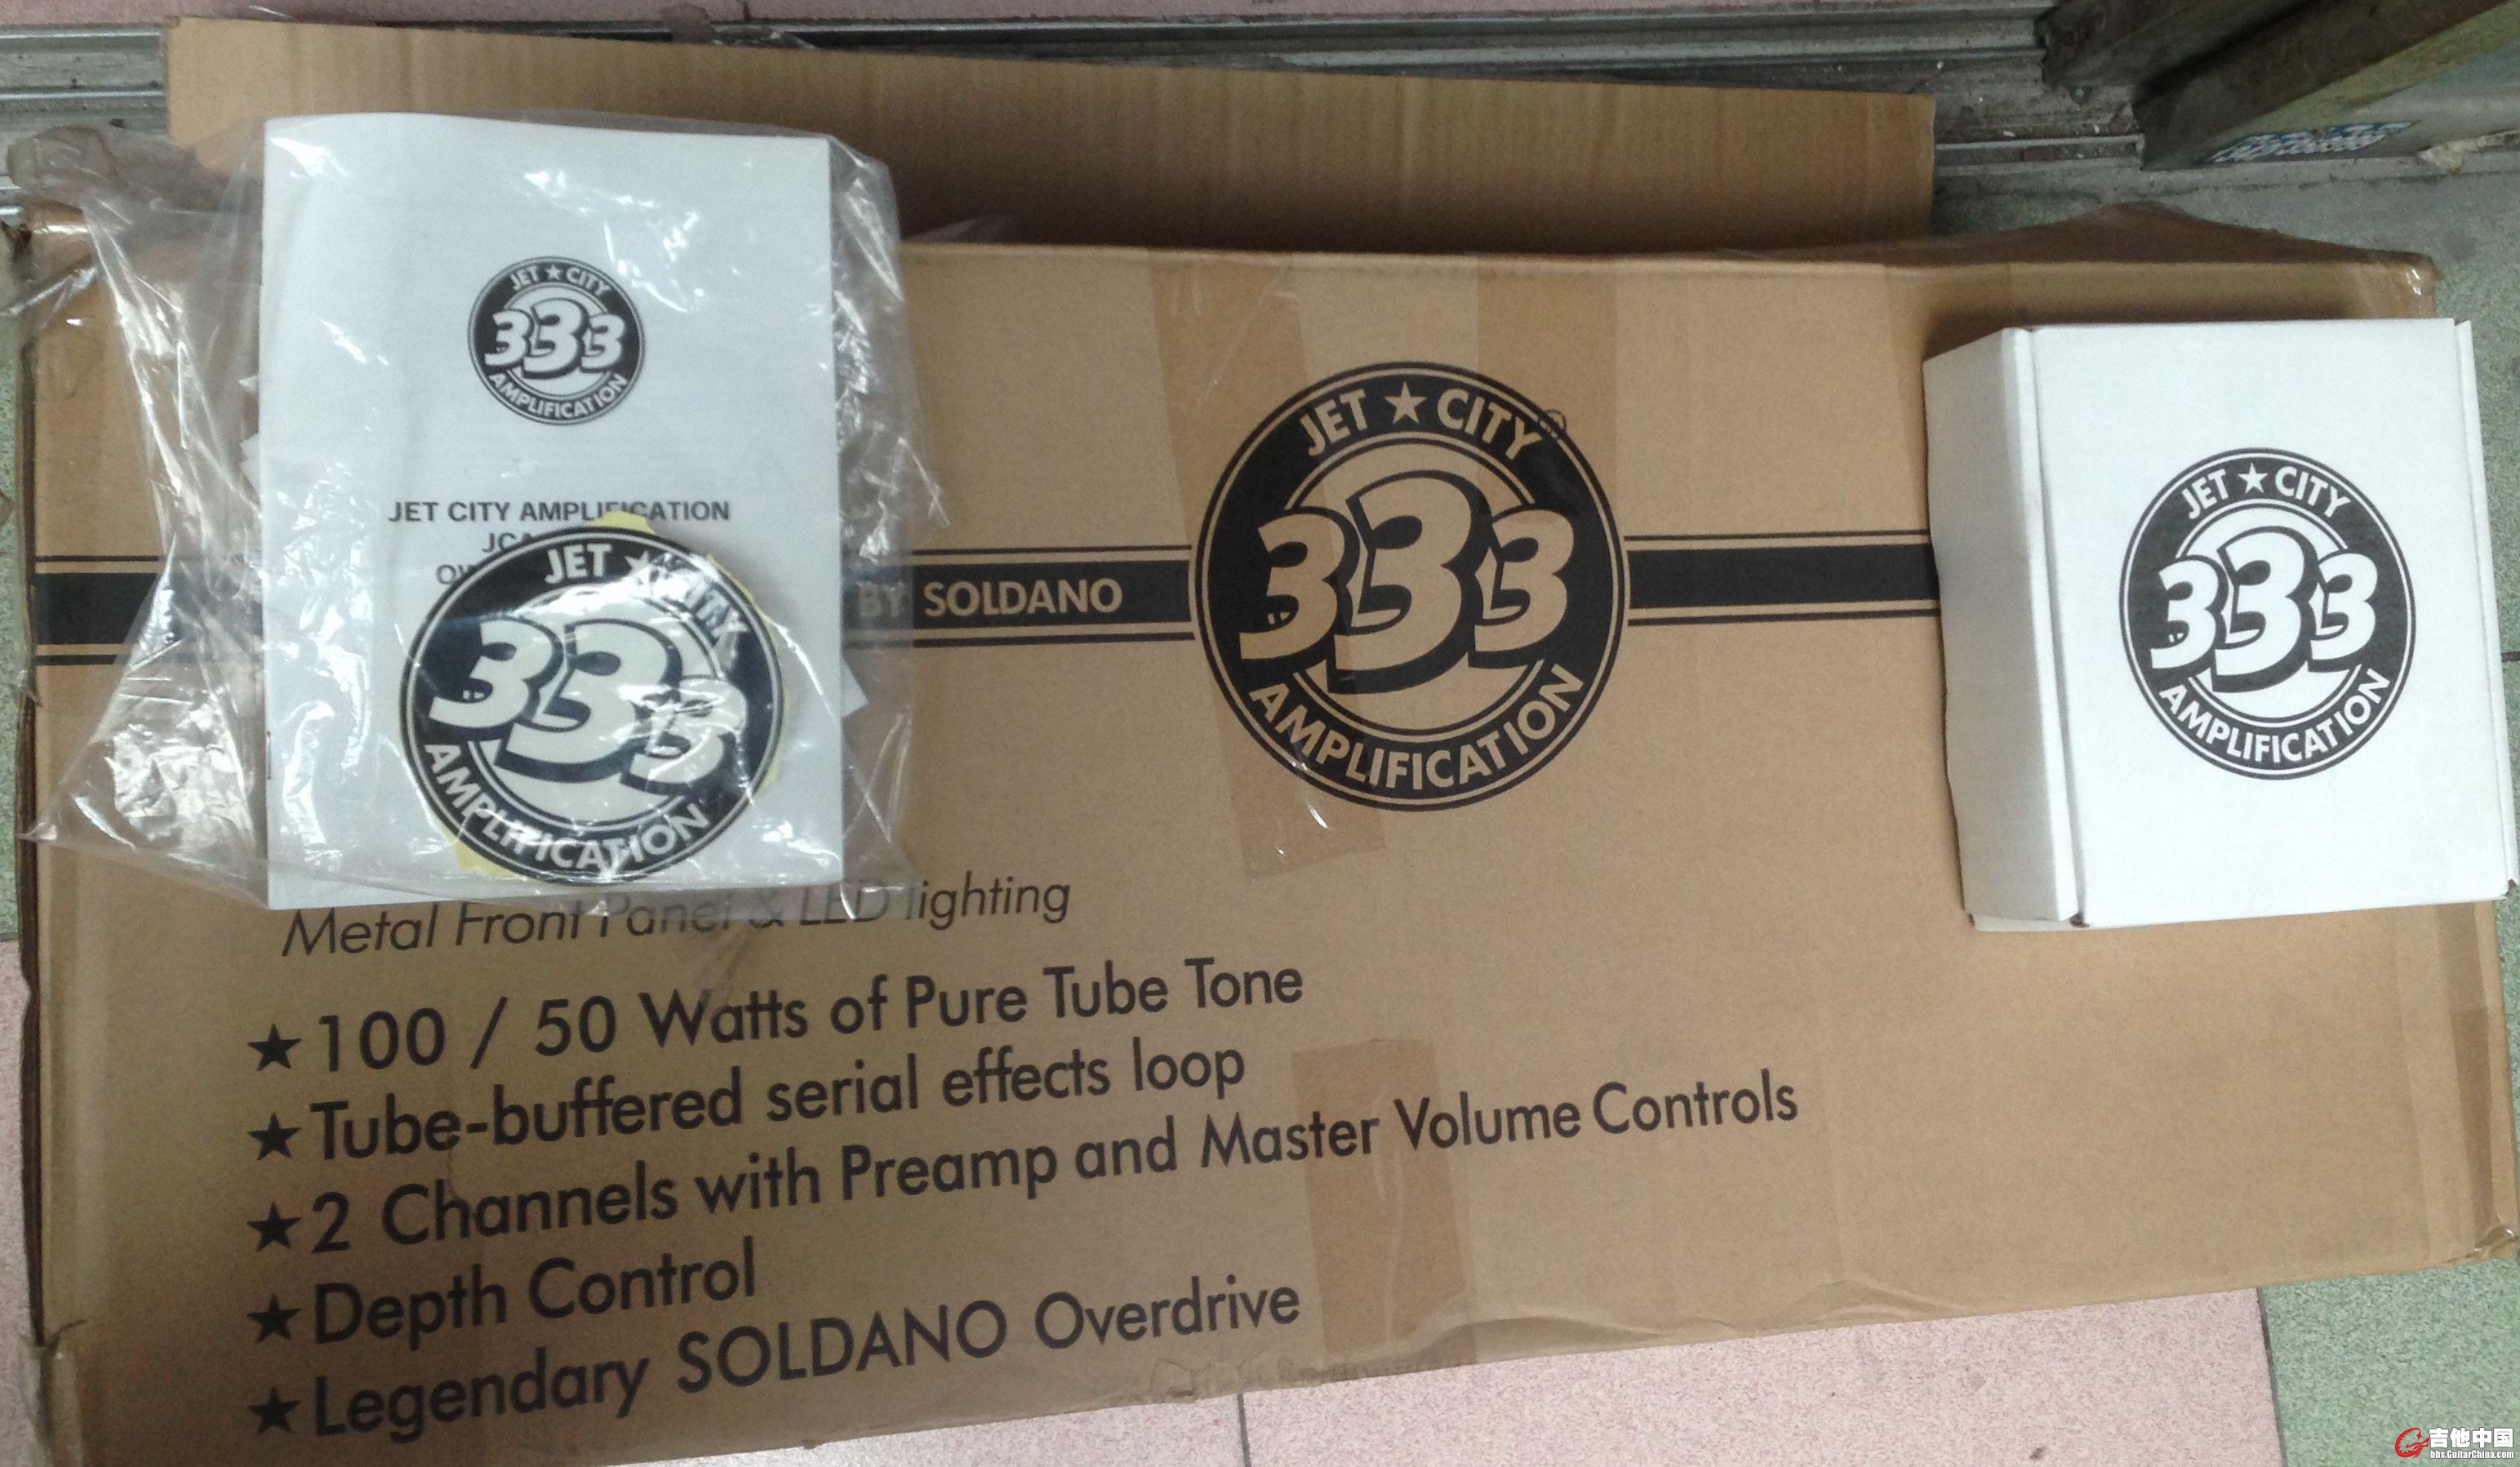 JET ★ CITY
333
AMPLIFICATION
JET CITY AMPLIFICATION
JET
333
AMPLIFICATION
BY SOLDANO
JET ★ CITY
333
AMPLIFICATION
JET ★ CITY
333
AMPLIFICATION
Metal Front Panel & LED lighting
★ 100 / 50 Watts of Pure Tube Tone
★ Tube-buffered serial effects loop
★ 2 Channels with Preamp and Master Volume Controls
★ Depth Control
★ Legendary SOLDANO Overdrive
吉他中国
bbs.GuitarChina.com